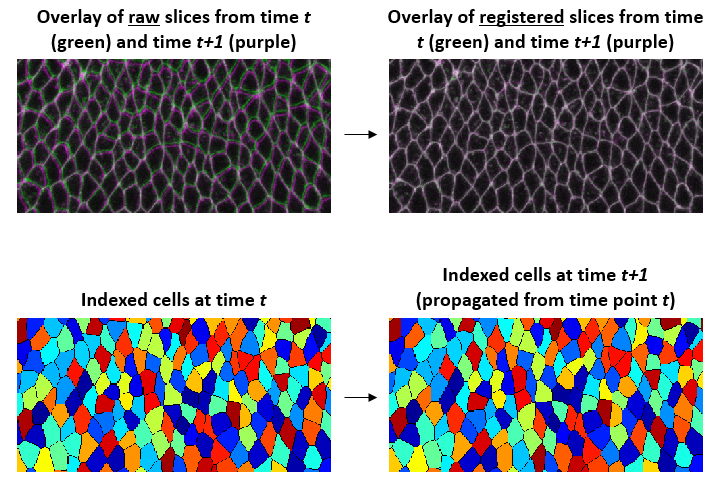 Overlay of raw slices from time t
(green) and time t+1 (purple)
Overlay of registered slices from time
t (green) and time t+1 (purple)
Indexed cells at time t
Indexed cells at time t+1
(propagated from time point t)